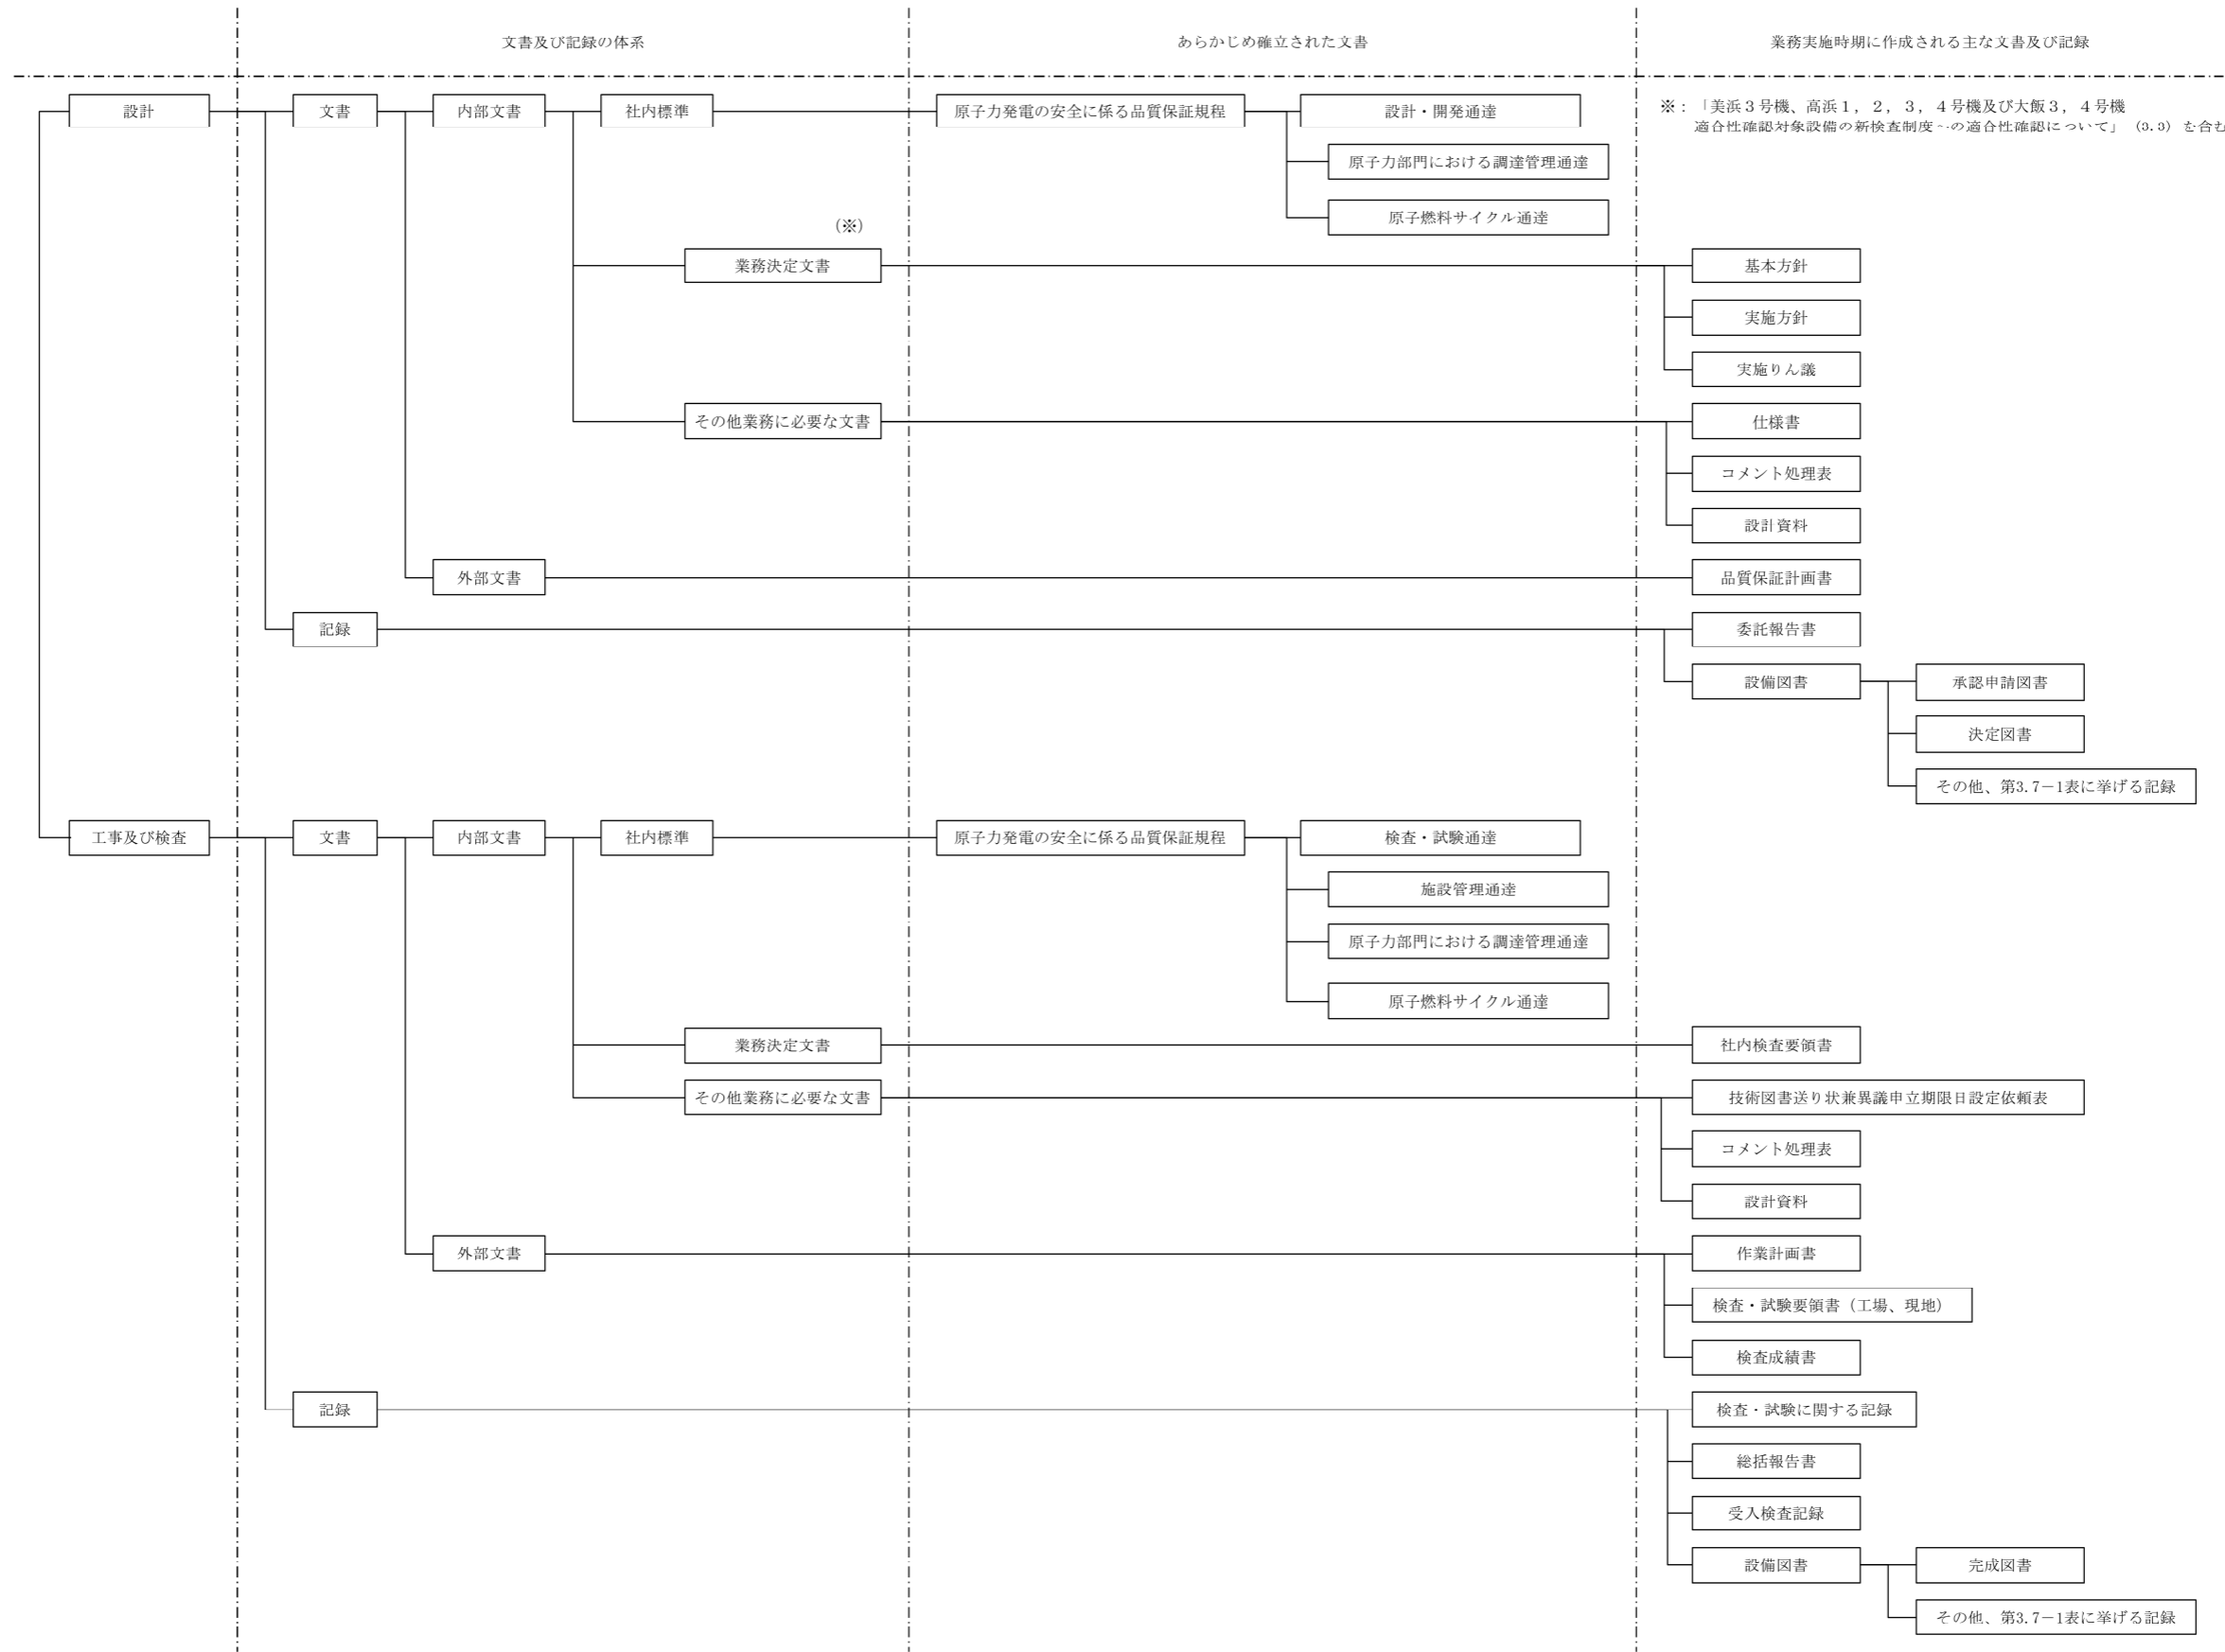 文書及び記録の体系
あらかじめ確立された文書
業務実施時期に作成される主な文書及び記録
設計
文書
内部文書
社内標準
原子力発電の安全に係る品質保証規程
設計・開発通達
※：「美浜３号機、高浜１，２，３，４号機及び大飯３，４号機
適合性確認対象設備の新検査制度への適合性確認について」（3.3）を含む
原子力部門における調達管理通達
原子燃料サイクル通達
（※）
業務決定文書
基本方針
実施方針
実施りん議
その他業務に必要な文書
仕様書
コメント処理表
設計資料
外部文書
品質保証計画書
記録
委託報告書
設備図書
承認申請図書
決定図書
その他、第3.7－1表に挙げる記録
工事及び検査
文書
内部文書
社内標準
原子力発電の安全に係る品質保証規程
検査・試験通達
施設管理通達
原子力部門における調達管理通達
原子燃料サイクル通達
業務決定文書
社内検査要領書
その他業務に必要な文書
技術図書送り状兼異議申立期限日設定依頼表
コメント処理表
設計資料
外部文書
作業計画書
検査・試験要領書（工場、現地）
検査成績書
記録
検査・試験に関する記録
総括報告書
受入検査記録
設備図書
完成図書
その他、第3.7－1表に挙げる記録